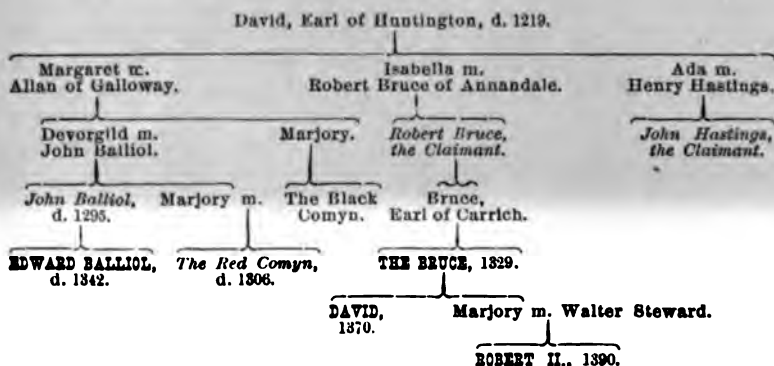 David, Earl of Huntington, d. 1219.
Margaret m. Isabella m. Ada m.
Allan of Galloway. Robert Bruce of Annandale. Henry Hastings.
Devorgild m. Marjory. Robert Bruce, John Hastings,
John Balliol. the Claimant. the Claimant.
John Balliol, Marjory m. The Black Bruce,
d. 1295. Comyn. Earl of Carrich.
EDWARD BALLIOL, The Red Comyn, THE BRUCE, 1329.
d. 1342. d. 1306.
DAVID, Marjory m. Walter Steward.
1370.
ROBERT II., 1390.